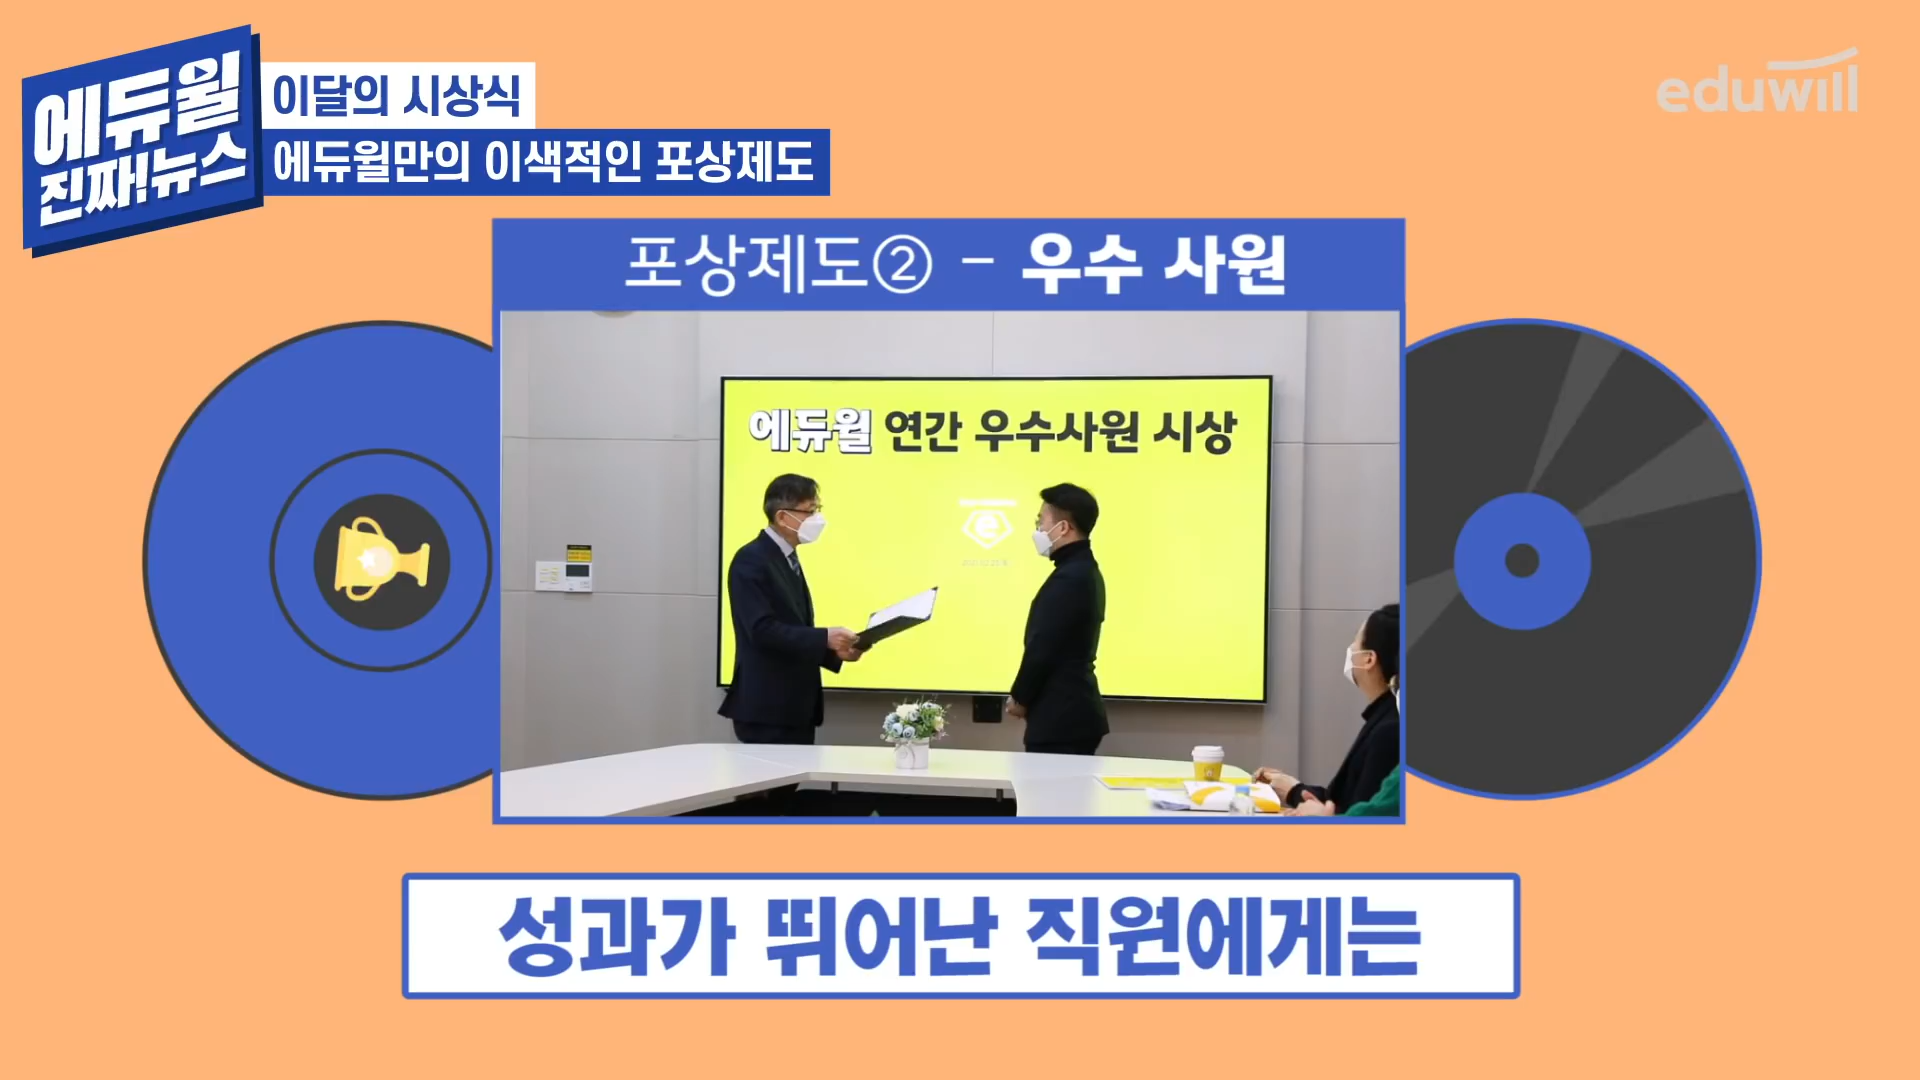 에듀윌
진짜!뉴스
이달의 시상식
에듀윌만의 이색적인 포상제도
eduwill
포상제도② - 우수 사원
에듀윌 연간 우수사원 시상
e
성과가 뛰어난 직원에게는